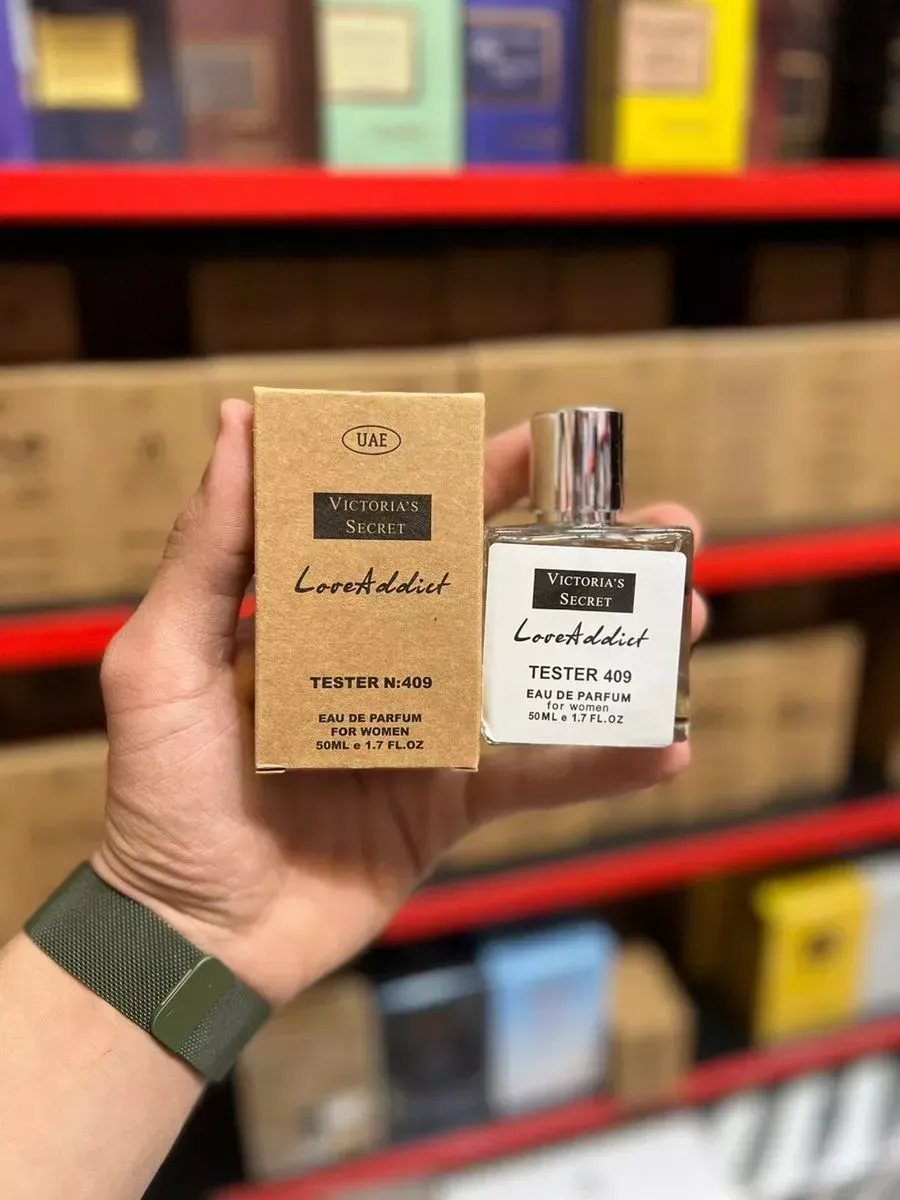 UAE
VICTORIA'S
SECRET
LoveAddict
TESTER N:409
EAU DE PARFUM
FOR WOMEN
50ML e 1.7 FL.OZ
VICTORIA'S
SECRET
LoveAddict
TESTER 409
EAU DE PARFUM
for women
50ML e 1.7 FL.OZ